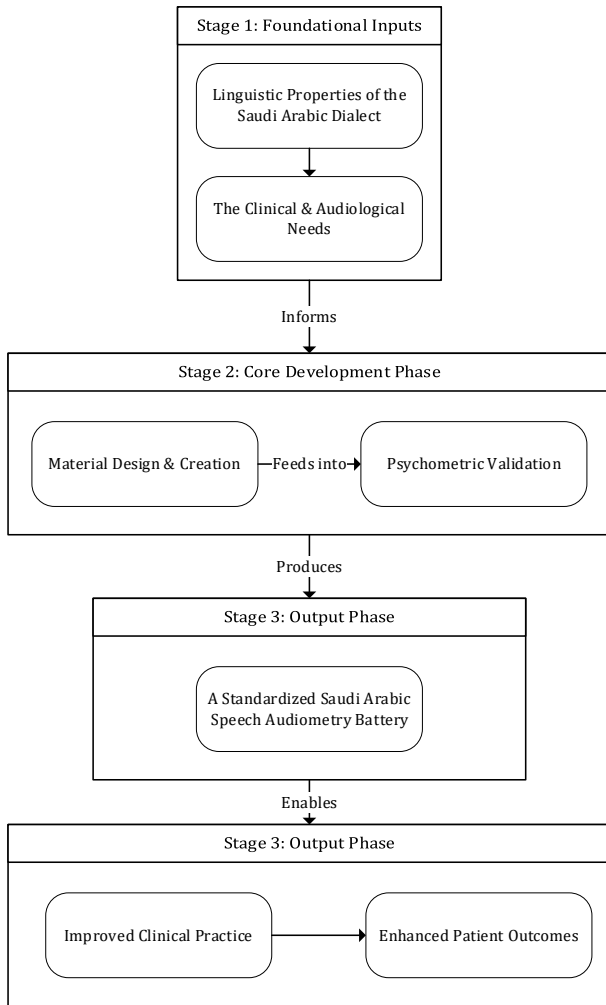 Stage 1: Foundational Inputs
Linguistic Properties of the
Saudi Arabic Dialect
The Clinical & Audiological
Needs
Informs
Stage 2: Core Development Phase
Material Design & Creation
Feeds into
Psychometric Validation
Produces
Stage 3: Output Phase
A Standardized Saudi Arabic
Speech Audiometry Battery
Enables
Stage 3: Output Phase
Improved Clinical Practice
Enhanced Patient Outcomes